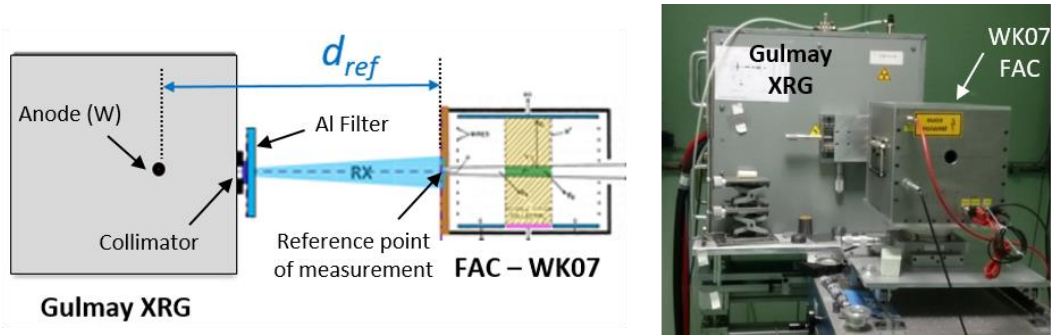 d_ref
Anode (W)
Al Filter
RX
Collimator
Reference point
of measurement
FAC – WK07
Gulmay XRG
WK07
FAC
Gulmay
XRG